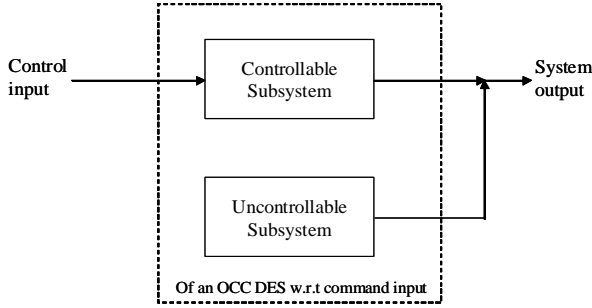 Control
input
Controllable
Subsystem
System
output
Uncontrollable
Subsystem
Of an OCC DES w.r.t command input